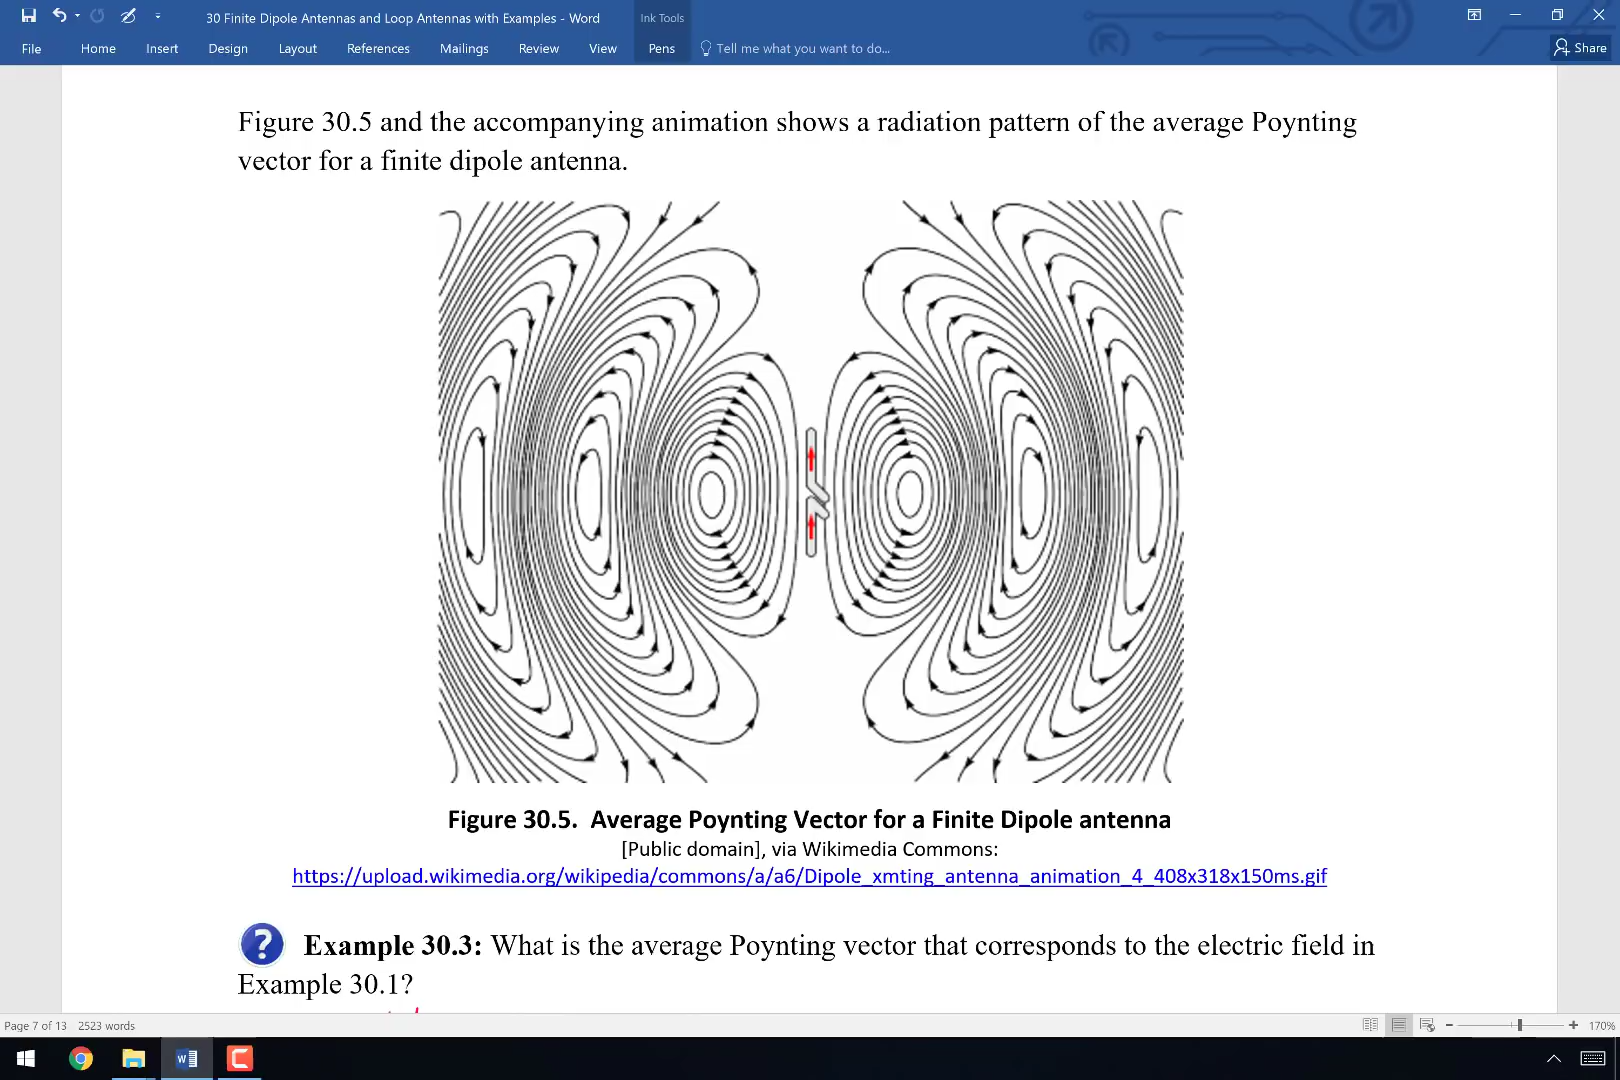 30 Finite Dipole Antennas and Loop Antennas with Examples - Word
Ink Tools
File Home Insert Design Layout References Mailings Review View Pens Tell me what you want to do... Share
Figure 30.5 and the accompanying animation shows a radiation pattern of the average Poynting
vector for a finite dipole antenna.
Figure 30.5. Average Poynting Vector for a Finite Dipole antenna
[Public domain], via Wikimedia Commons:
https://upload.wikimedia.org/wikipedia/commons/a/a6/Dipole_xmting_antenna_animation_4_408x318x150ms.gif
? Example 30.3: What is the average Poynting vector that corresponds to the electric field in
Example 30.1?
Page 7 of 13 2523 words 170%